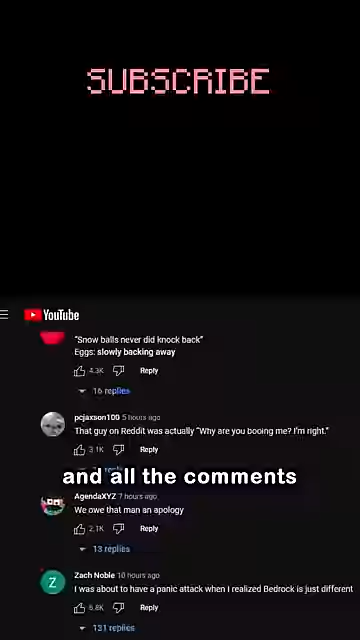 SUBSCRIBE
YouTube
"Snow balls never did knock back"
Eggs: slowly backing away
4.3K Reply
16 replies
pcjaxson100 5 hours ago
That guy on Reddit was actually "Why are you booing me? I'm right."
3.1K Reply
and all the comments
AgendaXYZ 7 hours ago
We owe that man an apology
2.1K Reply
13 replies
Z
Zach Noble 10 hours ago
I was about to have a panic attack when I realized Bedrock is just different
6.8K Reply
131 replies